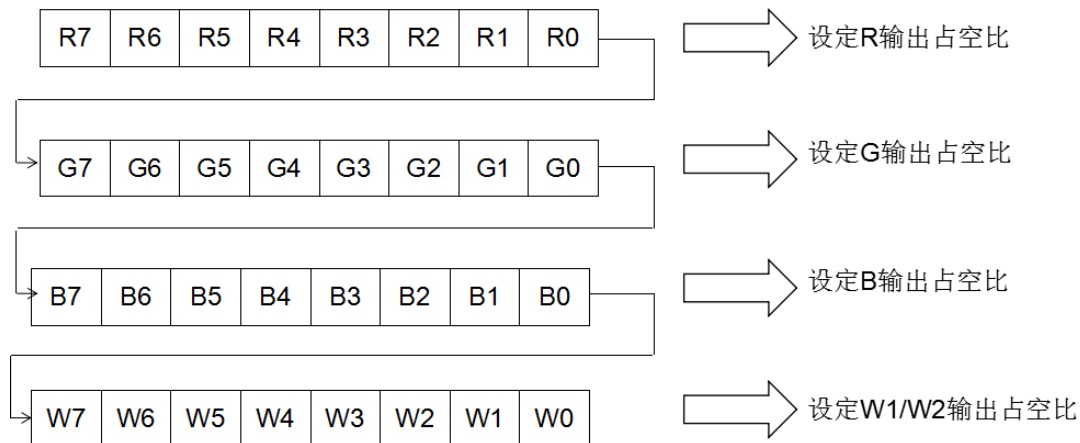 R7 R6 R5 R4 R3 R2 R1 R0 设定R输出占空比
G7 G6 G5 G4 G3 G2 G1 G0 设定G输出占空比
B7 B6 B5 B4 B3 B2 B1 B0 设定B输出占空比
W7 W6 W5 W4 W3 W2 W1 W0 设定W1/W2输出占空比